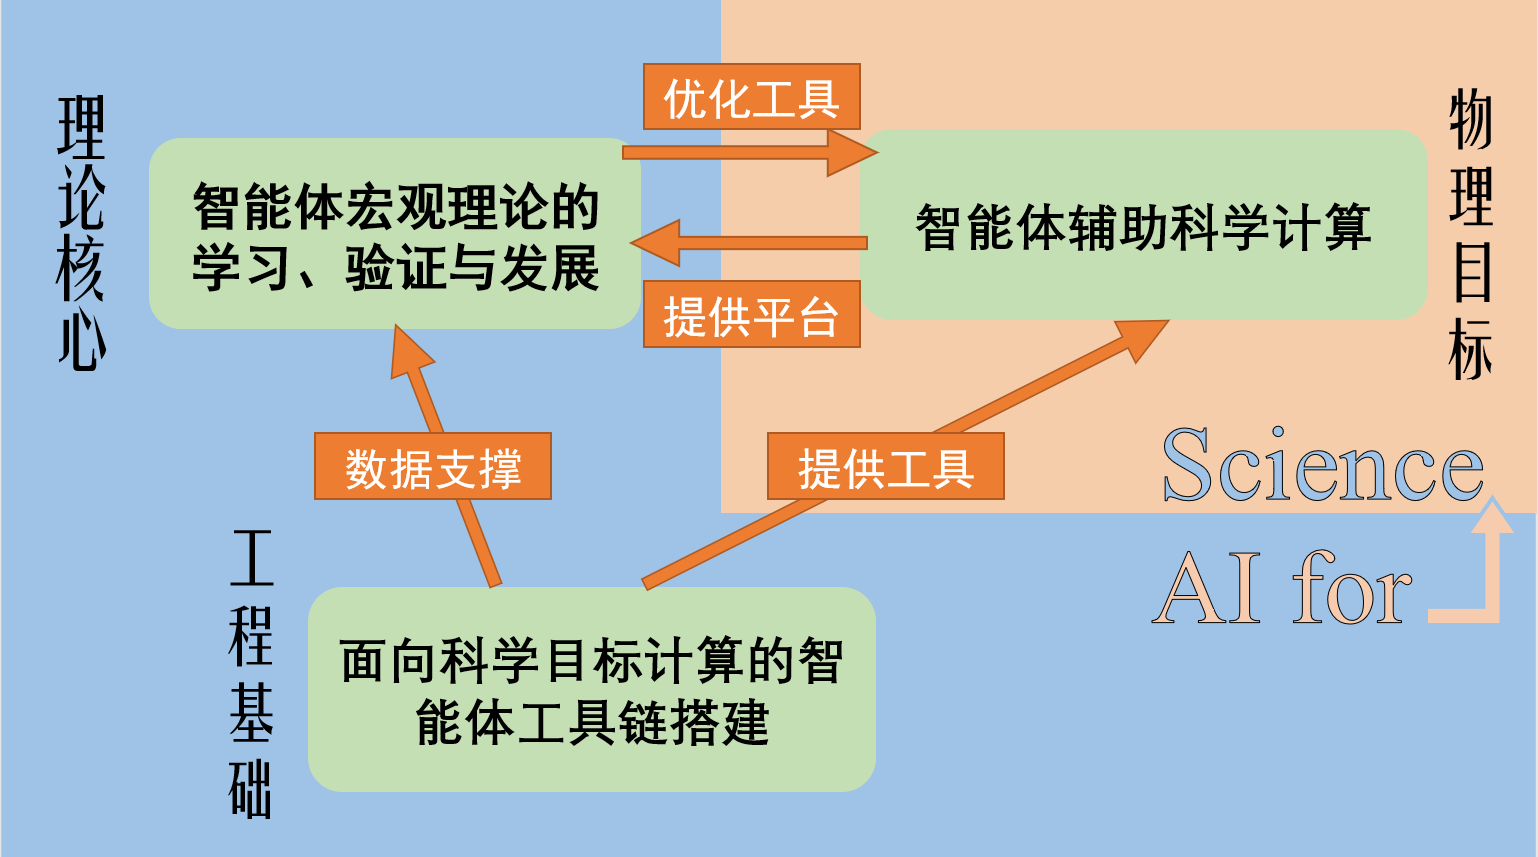 理论核心
智能体宏观理论的
学习、验证与发展
优化工具
提供平台
智能体辅助科学计算
物理目标
数据支撑
提供工具
Science
AI for
工程基础
面向科学目标计算的智
能体工具链搭建